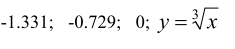 -1.331; -0.729; 0; y = ∛x